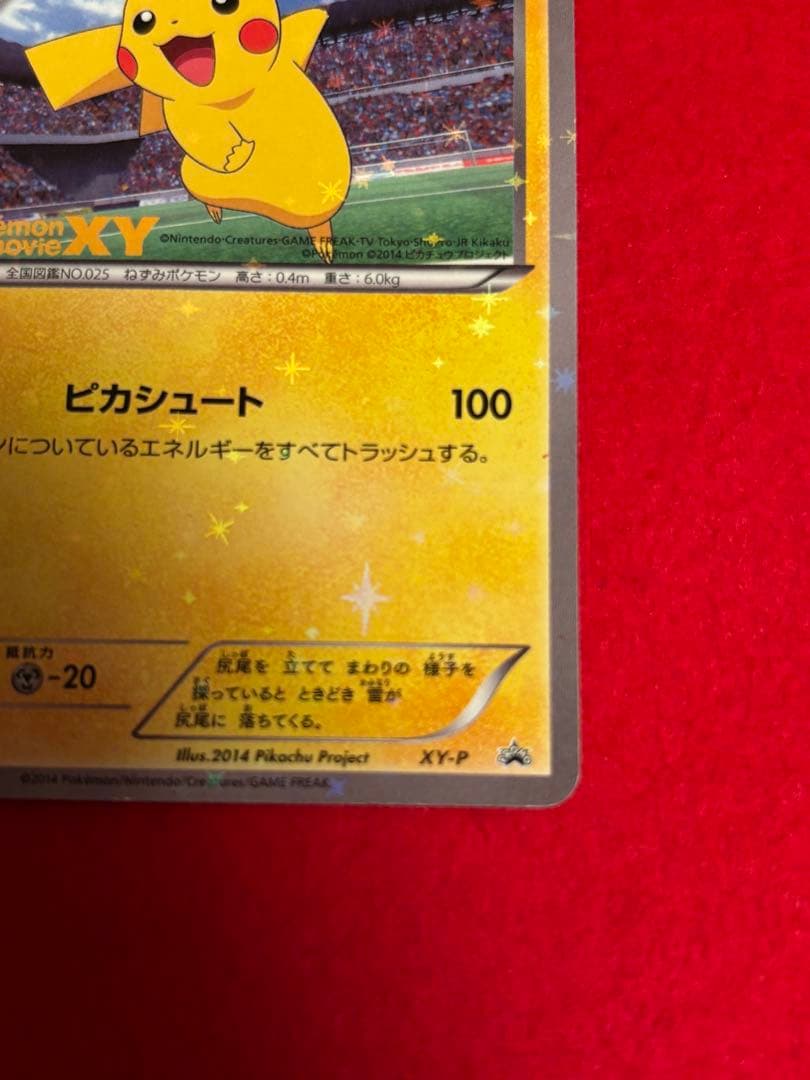 émon
movie XY
©Nintendo・Creatures・GAME FREAK・TV Tokyo・ShoPro・JR Kikaku
©Pokémon ©2014 ピカチュウプロジェクト
全国図鑑NO.025 ねずみポケモン 高さ：0.4m 重さ：6.0kg
ピカシュート 100
ンについているエネルギーをすべてトラッシュする。
抵抗力
-20
尻尾を 立てて まわりの 様子を
探っていると ときどき 雷が
尻尾に 落ちてくる。
Illus.2014 Pikachu Project XY-P
©2014 Pokémon/Nintendo/Creatures/GAME FREAK